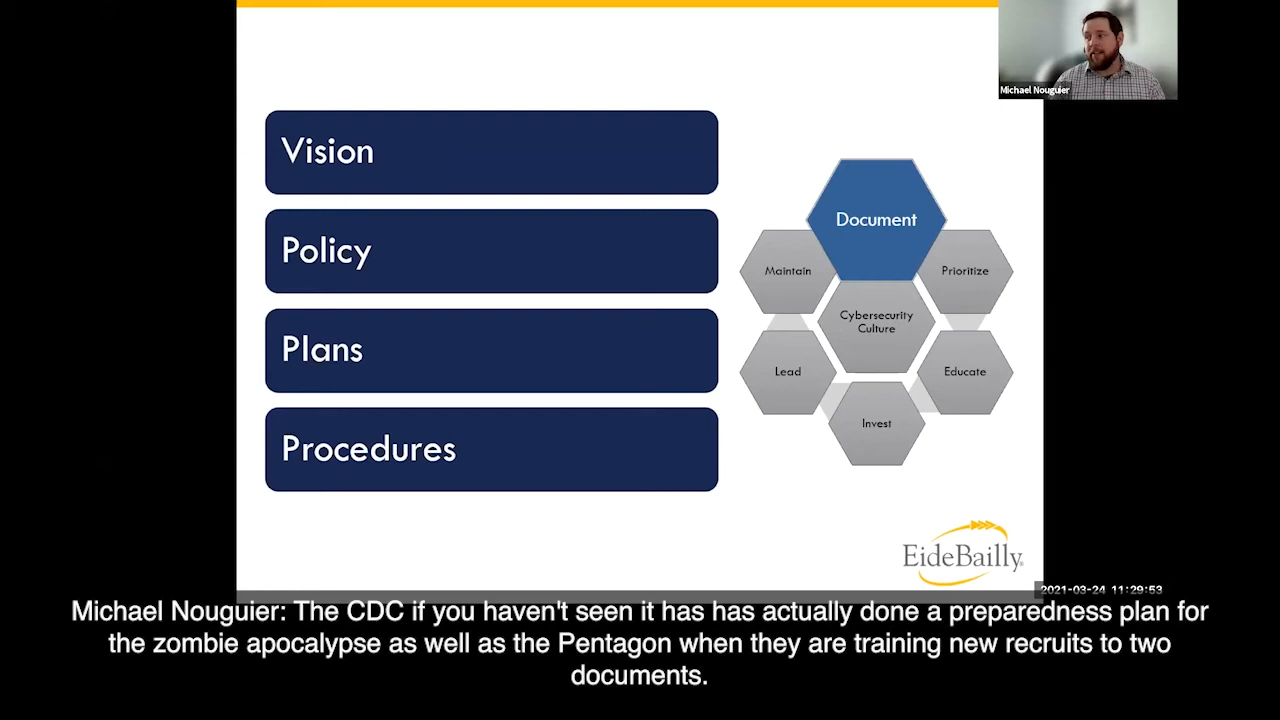 Michael Nouguier
Vision
Policy
Plans
Procedures
Document
Maintain
Prioritize
Cybersecurity
Culture
Lead
Educate
Invest
EideBailly®
2021-03-24 11:29:53
Michael Nouguier: The CDC if you haven't seen it has has actually done a preparedness plan for
the zombie apocalypse as well as the Pentagon when they are training new recruits to two
documents.